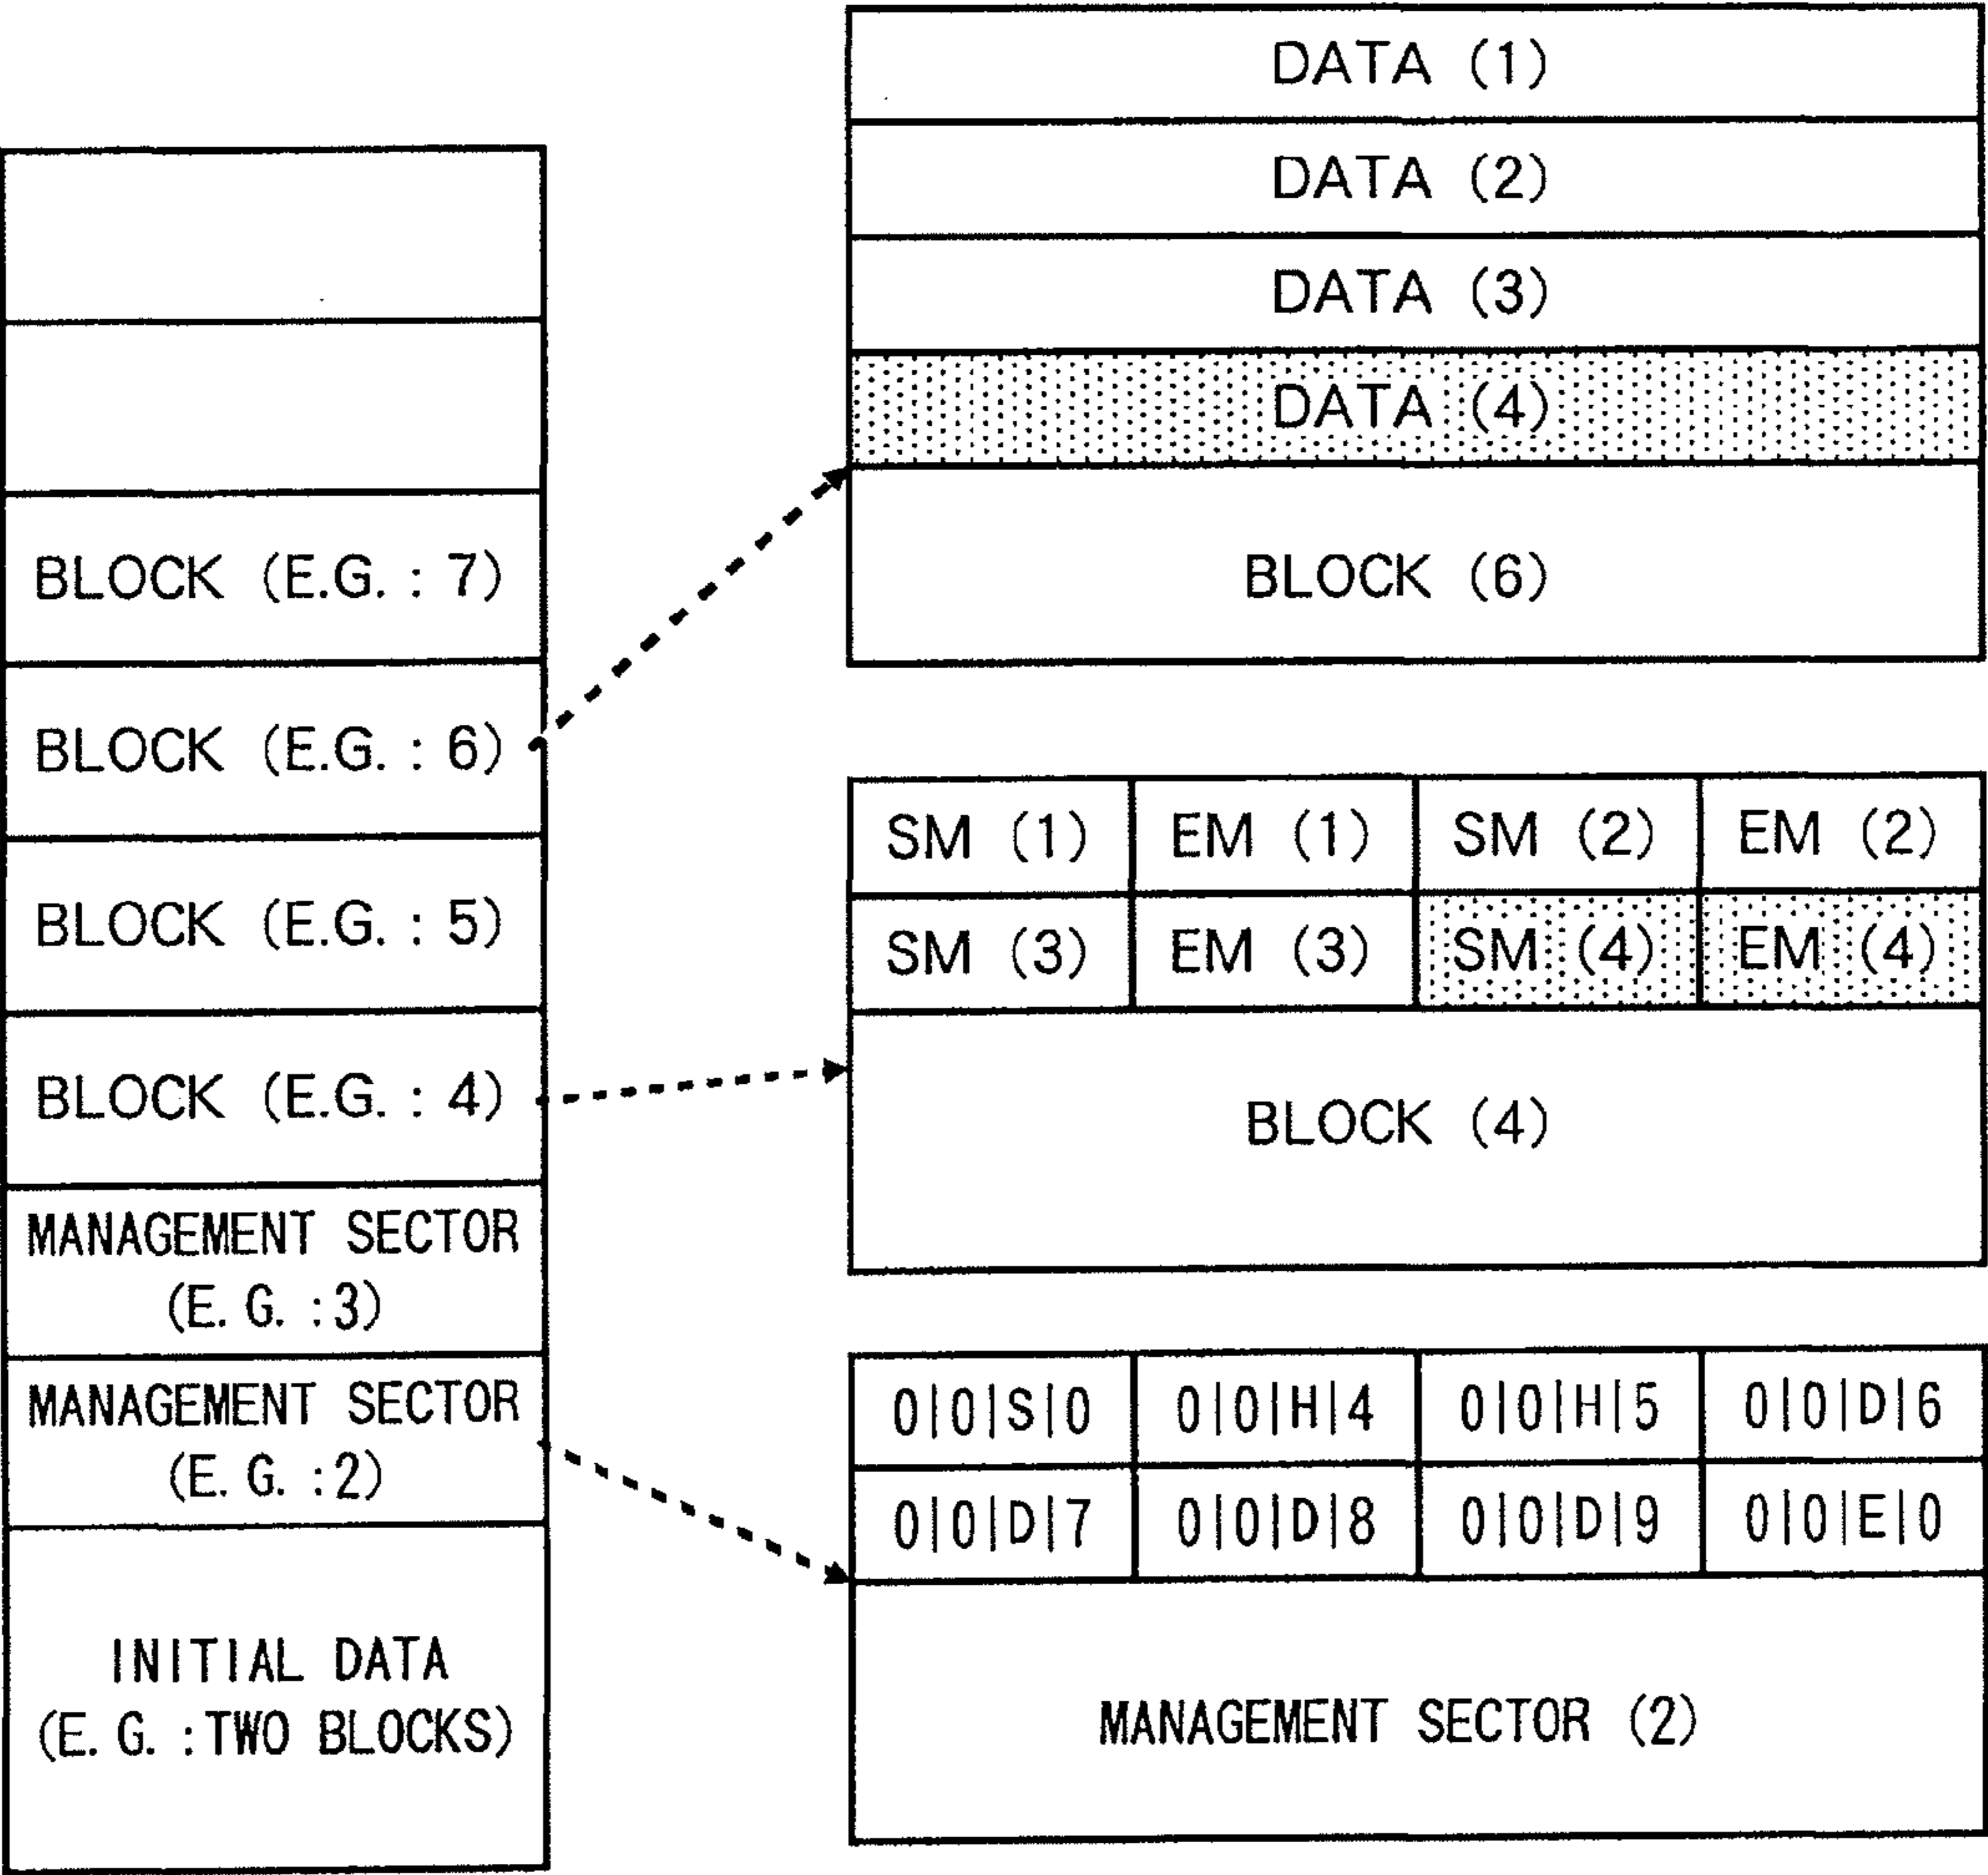 BLOCK (E.G. : 7)
BLOCK (E.G. : 6)
BLOCK (E.G. : 5)
BLOCK (E.G. : 4)
MANAGEMENT SECTOR
(E. G. :3)
MANAGEMENT SECTOR
(E. G. :2)
INITIAL DATA
(E. G. :TWO BLOCKS)
DATA (1)
DATA (2)
DATA (3)
DATA (4)
BLOCK (6)
SM (1) EM (1) SM (2) EM (2)
SM (3) EM (3) SM (4) EM (4)
BLOCK (4)
0|0|S|0 0|0|H|4 0|0|H|5 0|0|D|6
0|0|D|7 0|0|D|8 0|0|D|9 0|0|E|0
MANAGEMENT SECTOR (2)